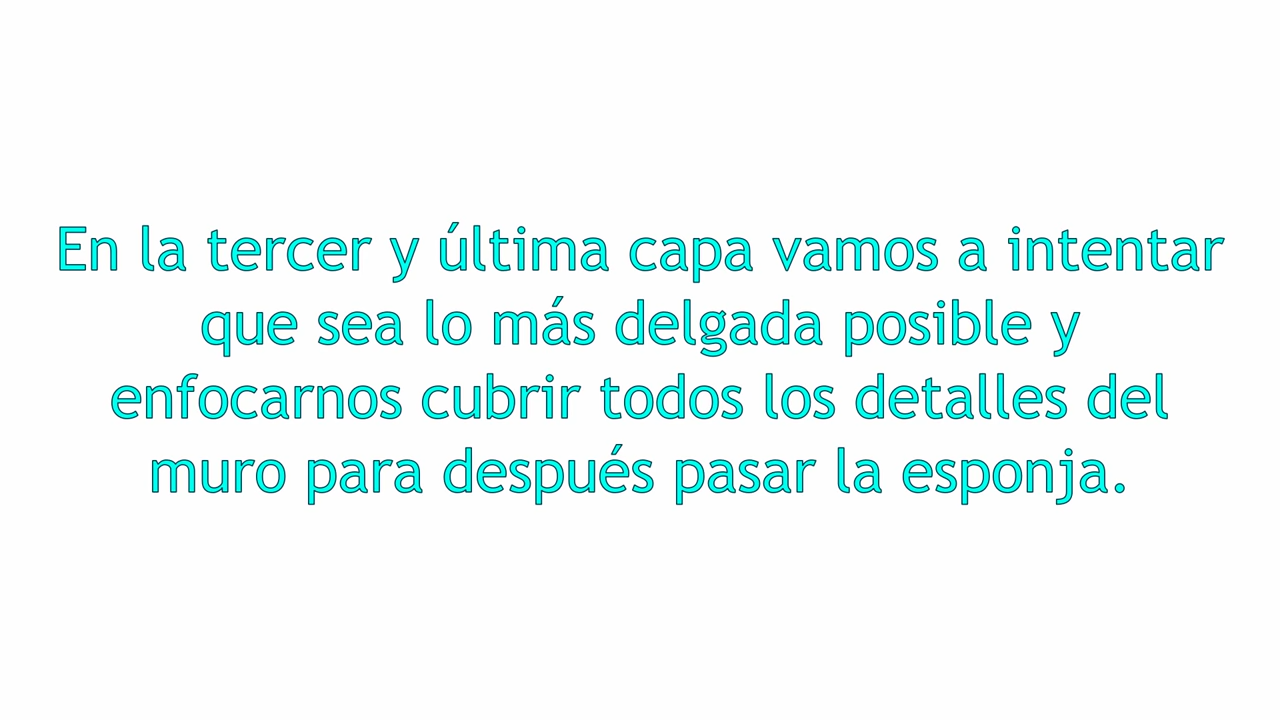 En la tercer y última capa vamos a intentar
que sea lo más delgada posible y
enfocarnos cubrir todos los detalles del
muro para después pasar la esponja.